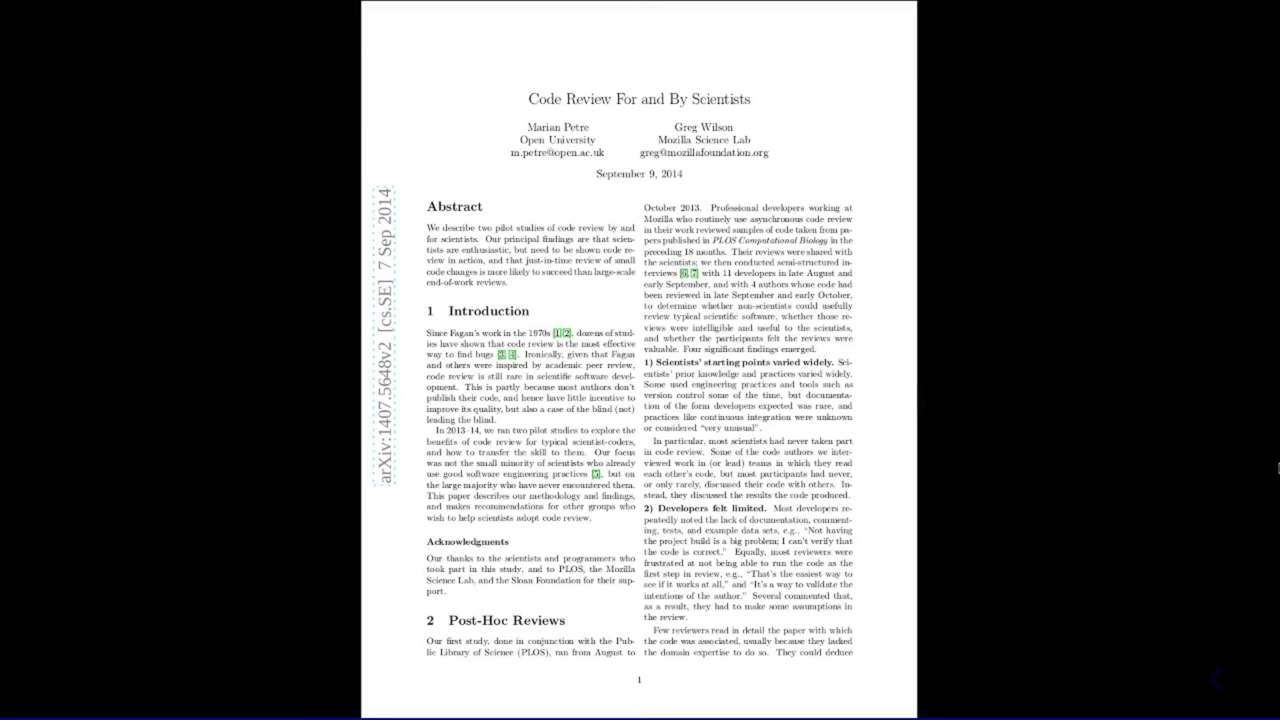 Code Review For and By Scientists
Marian Petre
Open University
m.petre@open.ac.uk
Greg Wilson
Mozilla Science Lab
greg@mozillafoundation.org
September 9, 2014
arXiv:1407.5648v2 [cs.SE] 7 Sep 2014
Abstract
We describe two pilot studies of code review by and
for scientists. Our principal findings are that scien-
tists are enthusiastic, but need to be shown code re-
view in action, and that just-in-time review of small
code changes is more likely to succeed than large-scale
end-of-work reviews.
1 Introduction
Since Fagan's work in the 1970s [1, 2], dozens of stud-
ies have shown that code review is the most effective
way to find bugs [3, 4]. Ironically, given that Fagan
and others were inspired by academic peer review,
code review is still rare in scientific software devel-
opment. This is partly because most authors don't
publish their code, and hence have little incentive to
improve its quality, but also a case of the blind (not)
leading the blind.
In 2013–14, we ran two pilot studies to explore the
benefits of code review for typical scientist-coders,
and how to transfer the skill to them. Our focus
was not the small minority of scientists who already
use good software engineering practices [5], but on
the large majority who have never encountered them.
This paper describes our methodology and findings,
and makes recommendations for other groups who
wish to help scientists adopt code review.
Acknowledgments
Our thanks to the scientists and programmers who
took part in this study, and to PLOS, the Mozilla
Science Lab, and the Sloan Foundation for their sup-
port.
2 Post-Hoc Reviews
Our first study, done in conjunction with the Pub-
lic Library of Science (PLOS), ran from August to
October 2013. Professional developers working at
Mozilla who routinely use asynchronous code review
in their work reviewed samples of code taken from pa-
pers published in PLOS Computational Biology in the
preceding 18 months. Their reviews were shared with
the scientists; we then conducted semi-structured in-
terviews [6, 7] with 11 developers in late August and
early September, and with 4 authors whose code had
been reviewed in late September and early October,
to determine whether non-scientists could usefully
review typical scientific software, whether those re-
views were intelligible and useful to the scientists,
and whether the participants felt the reviews were
valuable. Four significant findings emerged.
1) Scientists' starting points varied widely. Sci-
entists' prior knowledge and practices varied widely.
Some used engineering practices and tools such as
version control some of the time, but documenta-
tion of the form developers expected was rare, and
practices like continuous integration were unknown
or considered "very unusual".
In particular, most scientists had never taken part
in code review. Some of the code authors we inter-
viewed work in (or lead) teams in which they read
each other's code, but most participants had never,
or only rarely, discussed their code with others. In-
stead, they discussed the results the code produced.
2) Developers felt limited. Most developers re-
peatedly noted the lack of documentation, comment-
ing, tests, and example data sets, e.g., "Not having
the project build is a big problem; I can't verify that
the code is correct." Equally, most reviewers were
frustrated at not being able to run the code as the
first step in review, e.g., "That's the easiest way to
see if it works at all," and "It's a way to validate the
intentions of the author." Several commented that,
as a result, they had to make some assumptions in
the review.
Few reviewers read in detail the paper with which
the code was associated, usually because they lacked
the domain expertise to do so. They could deduce
1